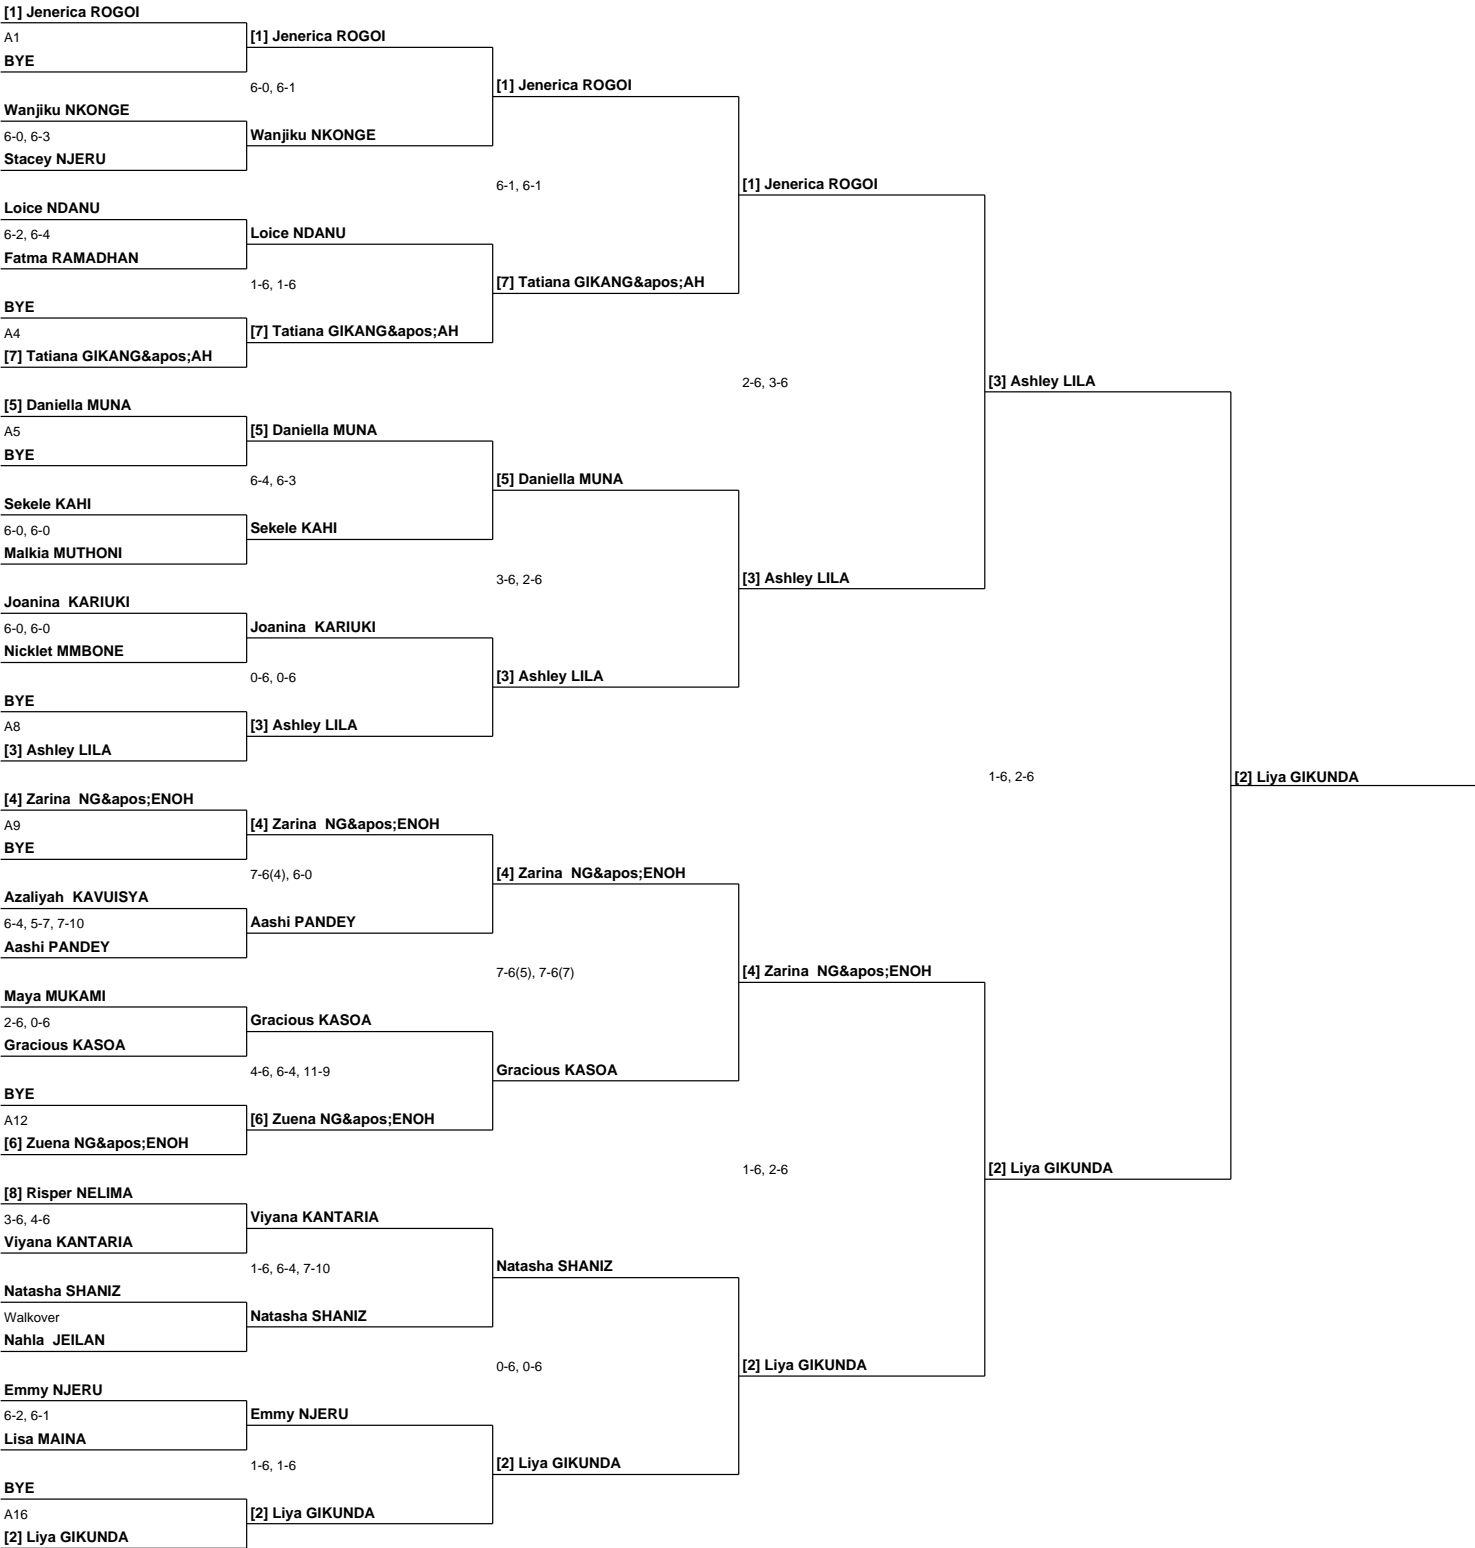 [1] Jenerica ROGOI
A1
BYE
Wanjiku NKONGE
6-0, 6-3
Stacey NJERU
Loice NDANU
6-2, 6-4
Fatma RAMADHAN
BYE
A4
[7] Tatiana GIKANG&apos;AH
[5] Daniella MUNA
A5
BYE
Sekele KAHI
6-0, 6-0
Malkia MUTHONI
Joanina  KARIUKI
6-0, 6-0
Nicklet MMBONE
BYE
A8
[3] Ashley LILA
[4] Zarina  NG&apos;ENOH
A9
BYE
Azaliyah  KAVUISYA
6-4, 5-7, 7-10
Aashi PANDEY
Maya MUKAMI
2-6, 0-6
Gracious KASOA
BYE
A12
[6] Zuena NG&apos;ENOH
[8] Risper NELIMA
3-6, 4-6
Viyana KANTARIA
Natasha SHANIZ
Walkover
Nahla  JEILAN
Emmy NJERU
6-2, 6-1
Lisa MAINA
BYE
A16
[2] Liya GIKUNDA
[1] Jenerica ROGOI
6-0, 6-1
Wanjiku NKONGE
Loice NDANU
1-6, 1-6
[7] Tatiana GIKANG&apos;AH
[5] Daniella MUNA
6-4, 6-3
Sekele KAHI
Joanina  KARIUKI
0-6, 0-6
[3] Ashley LILA
[4] Zarina  NG&apos;ENOH
7-6(4), 6-0
Aashi PANDEY
Gracious KASOA
4-6, 6-4, 11-9
[6] Zuena NG&apos;ENOH
Viyana KANTARIA
1-6, 6-4, 7-10
Natasha SHANIZ
Emmy NJERU
1-6, 1-6
[2] Liya GIKUNDA
[1] Jenerica ROGOI
6-1, 6-1
[7] Tatiana GIKANG&apos;AH
[5] Daniella MUNA
3-6, 2-6
[3] Ashley LILA
[4] Zarina  NG&apos;ENOH
7-6(5), 7-6(7)
Gracious KASOA
Natasha SHANIZ
0-6, 0-6
[2] Liya GIKUNDA
[1] Jenerica ROGOI
2-6, 3-6
[3] Ashley LILA
[4] Zarina  NG&apos;ENOH
1-6, 2-6
[2] Liya GIKUNDA
[3] Ashley LILA
1-6, 2-6
[2] Liya GIKUNDA
[2] Liya GIKUNDA